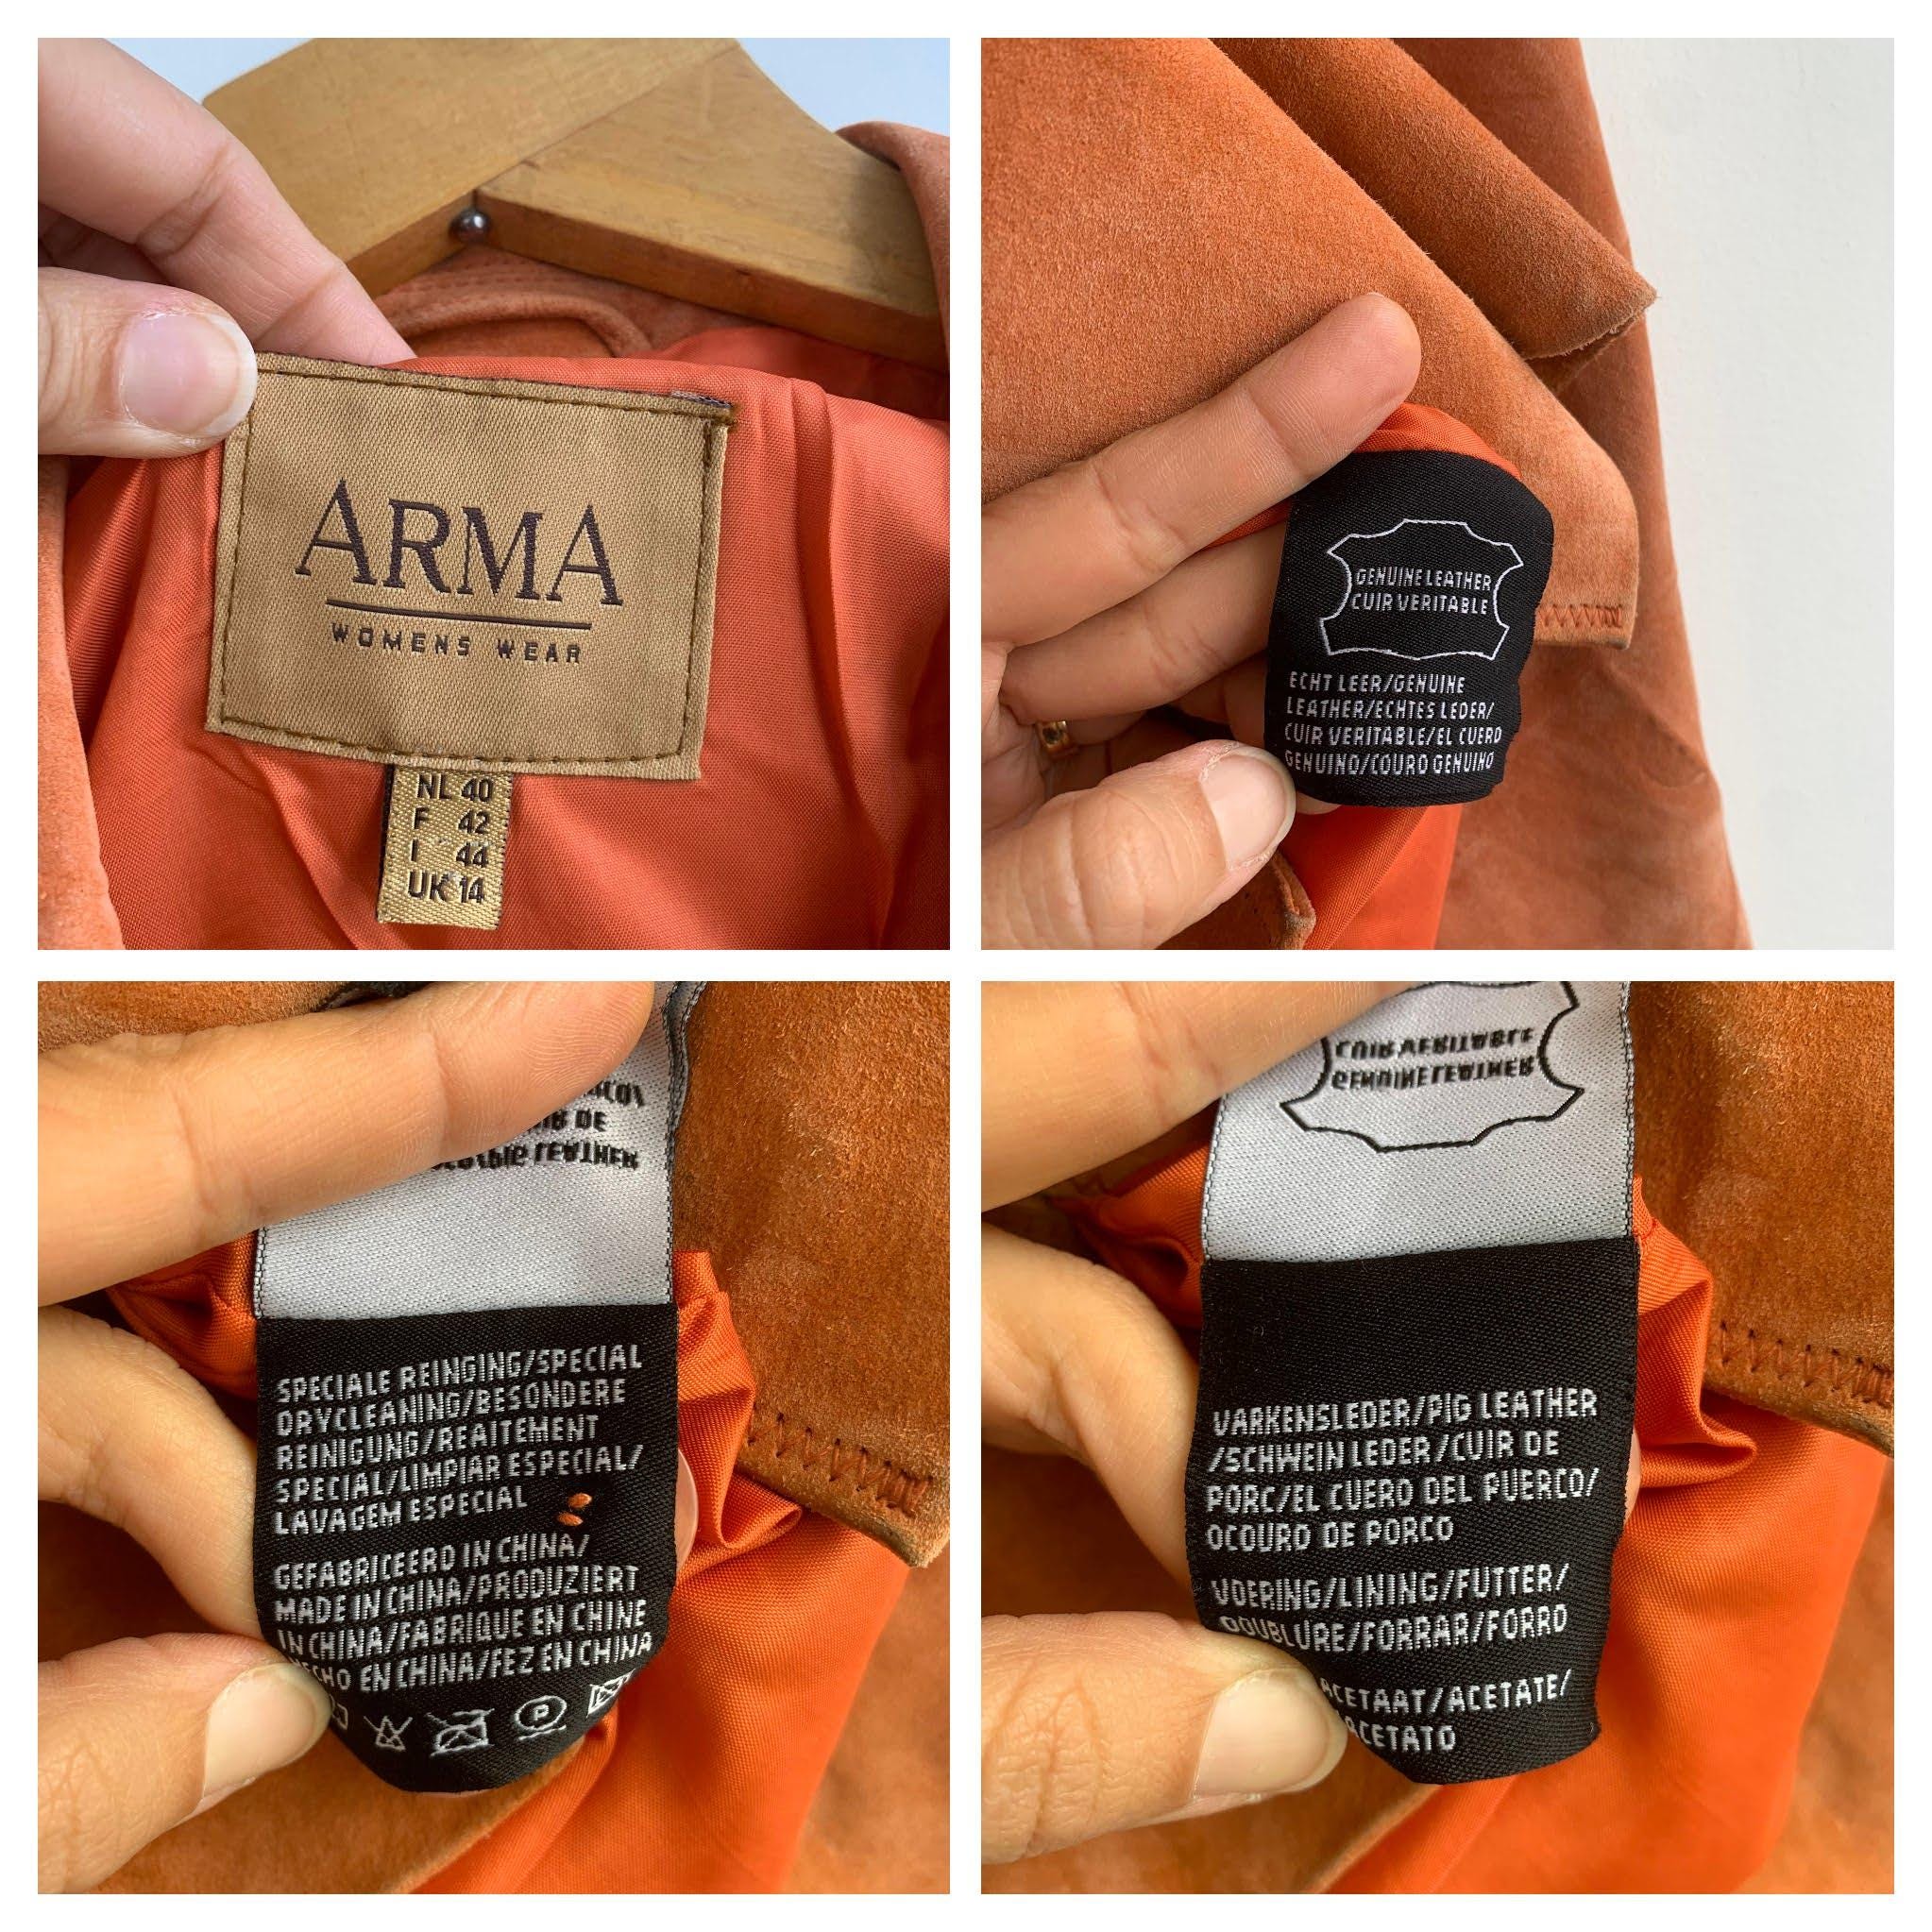 ARMA
WOMENS WEAR
NL 40
F 42
I 44
UK 14
GENUINE LEATHER
CUIR VERITABLE
ECHT LEER/GENUINE
LEATHER/ECHTES LEDER/
CUIR VERITABLE/EL CUERO
GENUINO/COURO GENUINO
SPECIALE REINGING/SPECIAL
DRYCLEANING/BESONDERE
REINIGUNG/REAITEMENT
SPECIAL/LIMPIAR ESPECIAL/
LAVAGEM ESPECIAL
GEFABRICEERD IN CHINA/
MADE IN CHINA/PRODUZIERT
IN CHINA/FABRIQUE EN CHINE
HECHO EN CHINA/FEZ EN CHINA
P
CUIR VERITABLE
GENUINE LEATHER
VARKENSLEDER/PIG LEATHER
/SCHWEIN LEDER/CUIR DE
PORC/EL CUERO DEL PUERCO/
OCOURO DE PORCO
VOERING/LINING/FUTTER/
DOUBLURE/FORRAR/FORRO
ACETAAT/ACETATE/
ACETATO